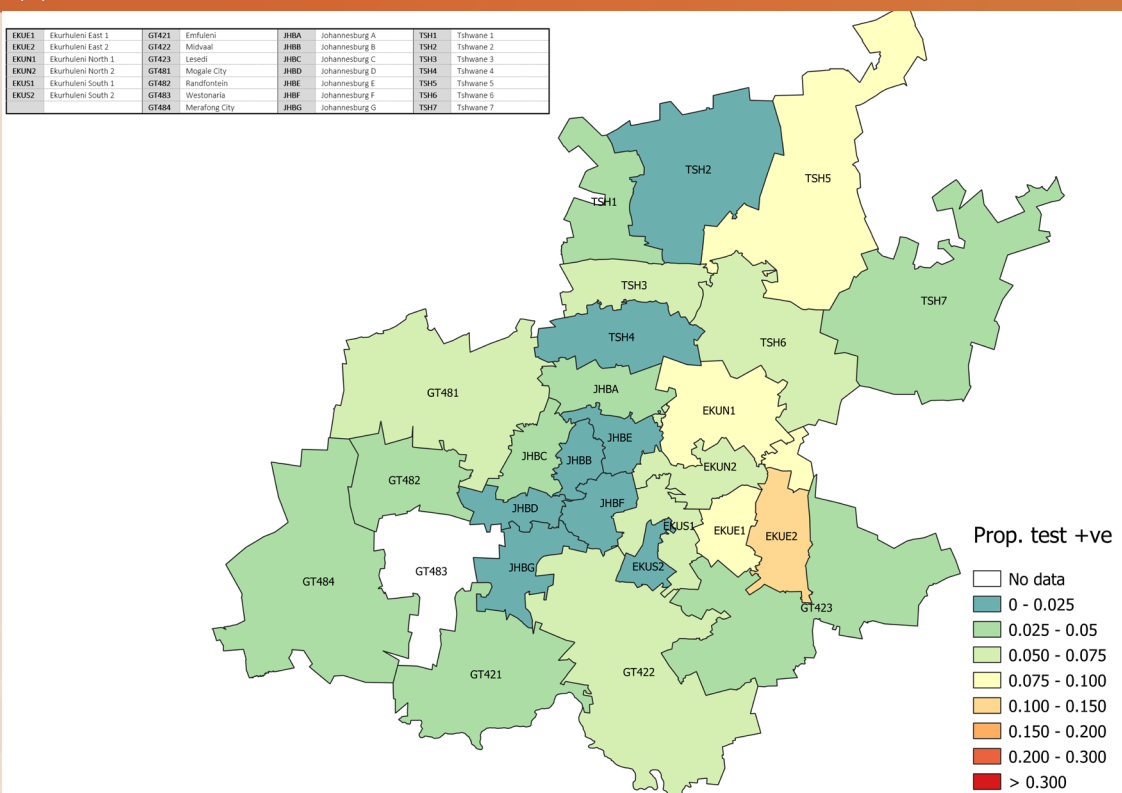 EKUE1 Ekurhuleni East 1 GT421 Emfuleni JHBA Johannesburg A TSH1 Tshwane 1
EKUE2 Ekurhuleni East 2 GT422 Midvaal JHBB Johannesburg B TSH2 Tshwane 2
EKUN1 Ekurhuleni North 1 GT423 Lesedi JHBC Johannesburg C TSH3 Tshwane 3
EKUN2 Ekurhuleni North 2 GT481 Mogale City JHBD Johannesburg D TSH4 Tshwane 4
EKUS1 Ekurhuleni South 1 GT482 Randfontein JHBE Johannesburg E TSH5 Tshwane 5
EKUS2 Ekurhuleni South 2 GT483 Westonaria JHBF Johannesburg F TSH6 Tshwane 6
GT484 Merafong City JHBG Johannesburg G TSH7 Tshwane 7
TSH2
TSH5
TSH1
TSH3
TSH7
TSH4
TSH6
GT481
JHBA
EKUN1
JHBE
JHBC
JHBB
EKUN2
GT482
JHBF
JHBD
EKUS1
EKUE1
EKUE2
GT483
JHBG
EKUS2
GT484
GT423
GT421
GT422
Prop. test +ve
No data
0 - 0.025
0.025 - 0.05
0.050 - 0.075
0.075 - 0.100
0.100 - 0.150
0.150 - 0.200
0.200 - 0.300
> 0.300